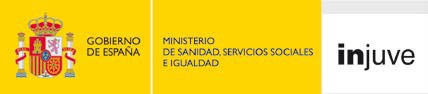 GOBIERNO
DE ESPAÑA
MINISTERIO
DE SANIDAD, SERVICIOS SOCIALES
E IGUALDAD
injuve